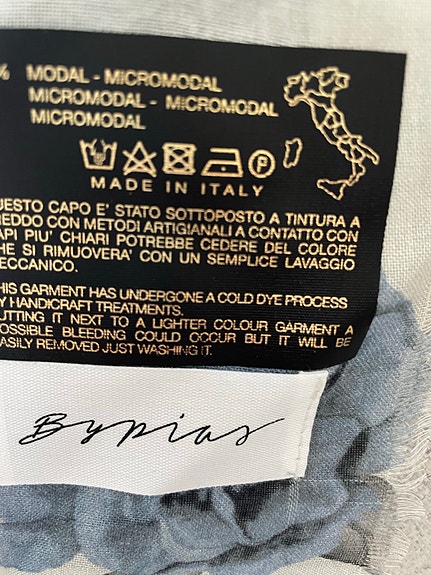 % MODAL - MICROMODAL
MICROMODAL - MICROMODAL
MICROMODAL
P
MADE IN ITALY
UESTO CAPO E' STATO SOTTOPOSTO A TINTURA A
REDDO CON METODI ARTIGIANALI A CONTATTO CON
API PIU' CHIARI POTREBBE CEDERE DEL COLORE
HE SI RIMUOVERA' CON UN SEMPLICE LAVAGGIO
ECCANICO.
HIS GARMENT HAS UNDERGONE A COLD DYE PROCESS
Y HANDICRAFT TREATMENTS.
UTTING IT NEXT TO A LIGHTER COLOUR GARMENT A
OSSIBLE BLEEDING COULD OCCUR BUT IT WILL BE
ASILY REMOVED JUST WASHING IT.
Bypias